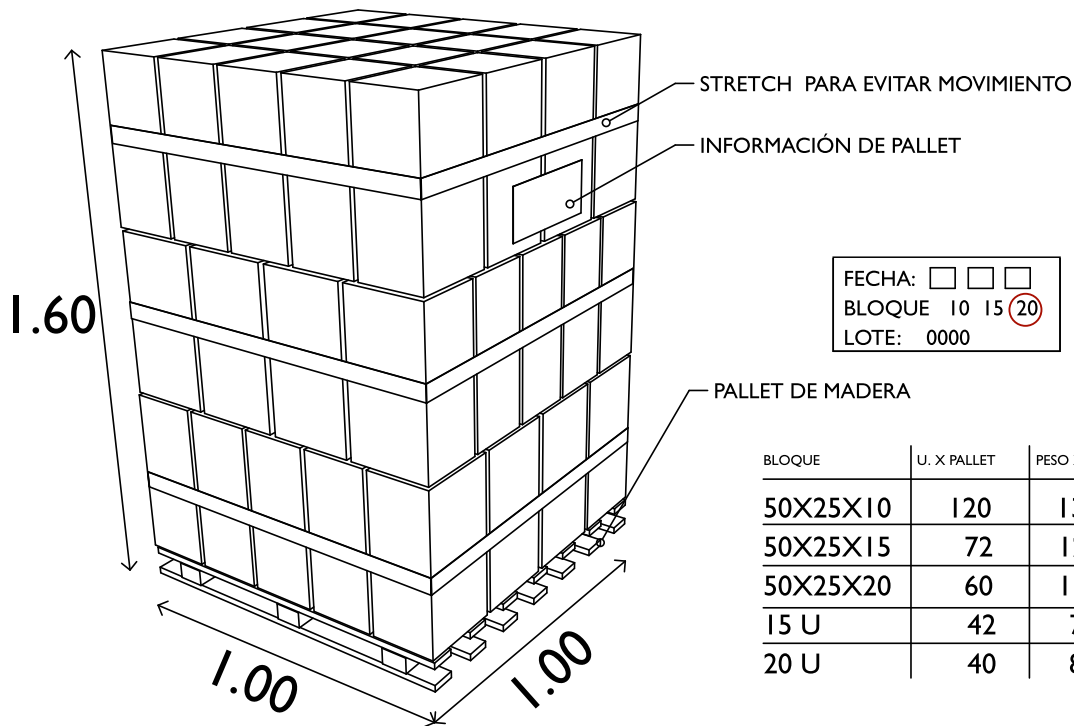 STRETCH PARA EVITAR MOVIMIENTO
INFORMACIÓN DE PALLET
1.60
FECHA:
BLOQUE 10 15 20
LOTE: 0000
PALLET DE MADERA
BLOQUE U. X PALLET PESO
50X25X10 120
50X25X15 72
50X25X20 60
15 U 42
20 U 40
1.00
1.00